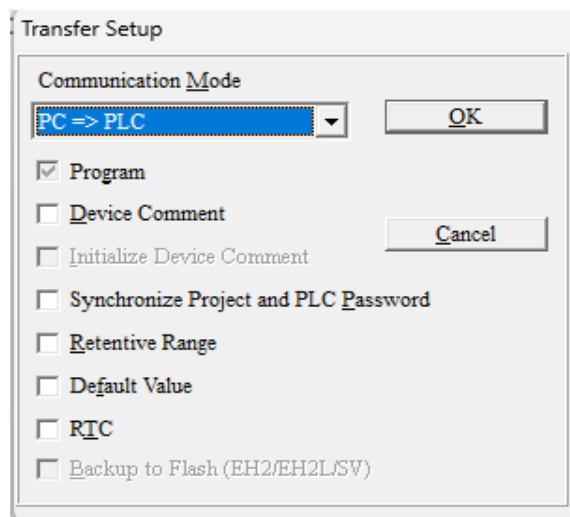 Transfer Setup
Communication Mode
PC => PLC
OK
Program
Device Comment
Cancel
Initialize Device Comment
Synchronize Project and PLC Password
Retentive Range
Default Value
RTC
Backup to Flash (EH2/EH2L/SV)